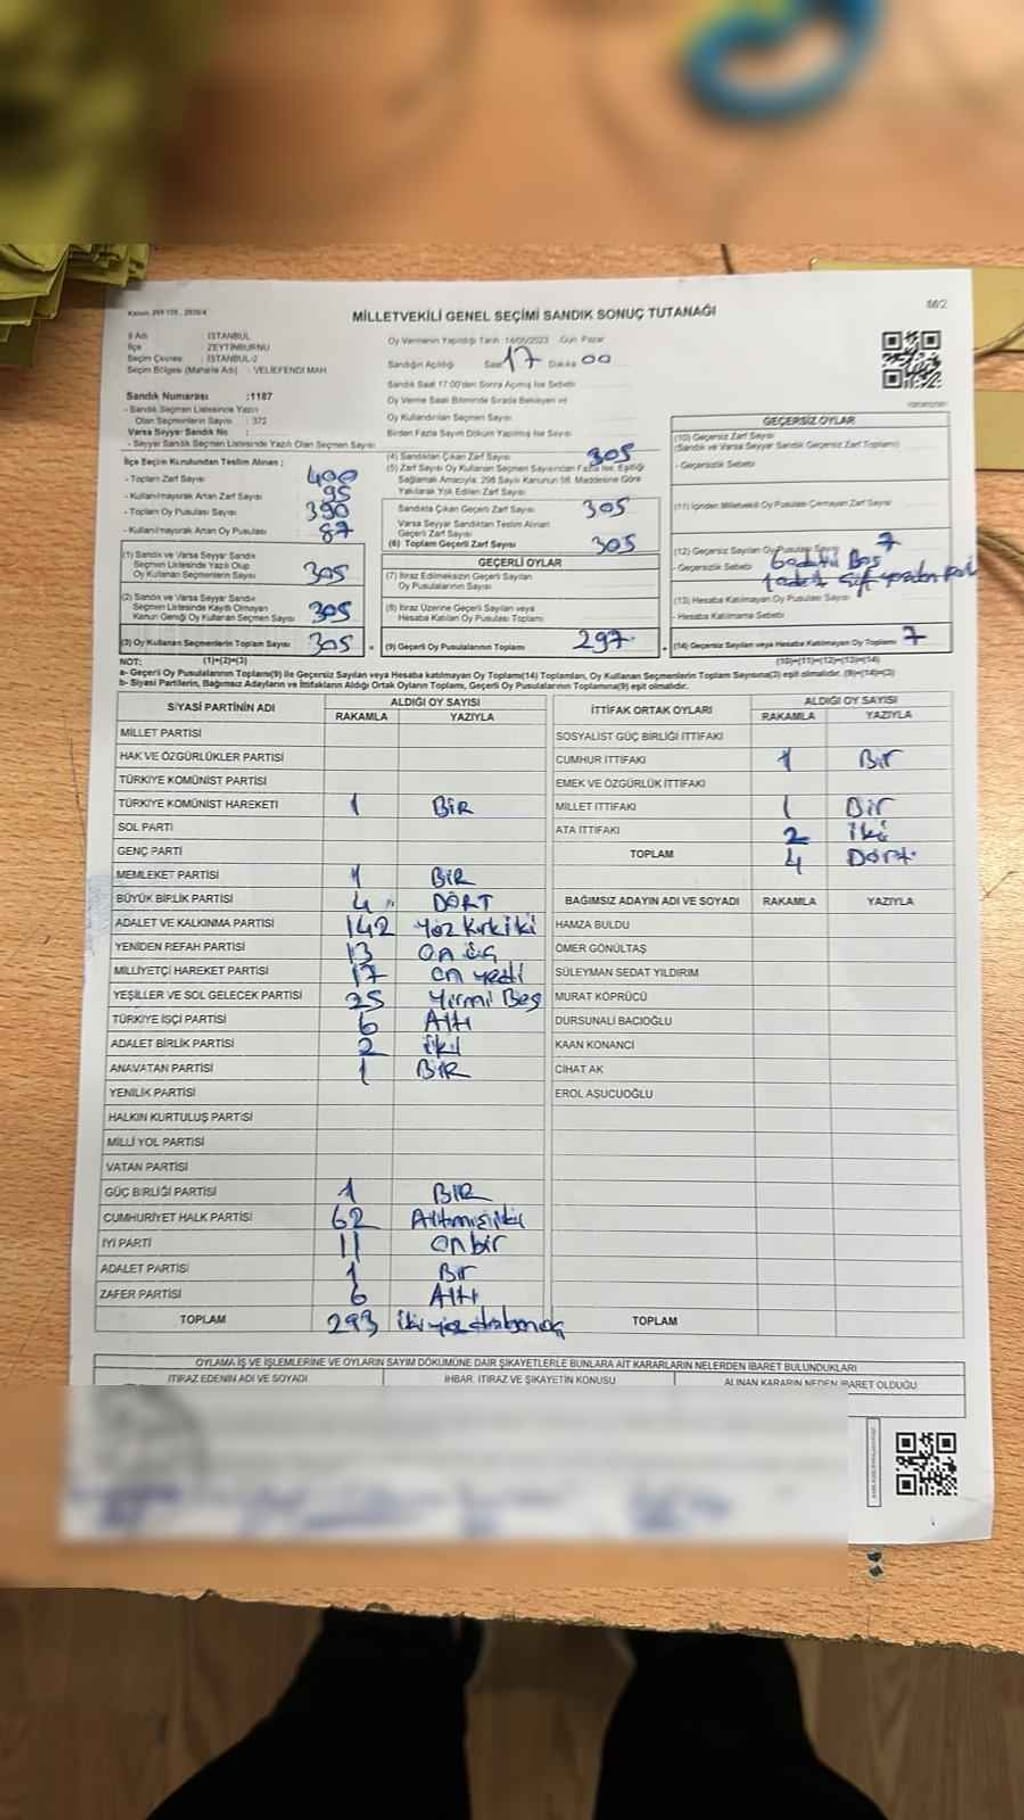 Kanun: 298 135 . 2839/4
MİLLETVEKİLİ GENEL SEÇİMİ SANDIK SONUÇ TUTANAĞI
İl Adı : İSTANBUL
İlçe : ZEYTİNBURNU
Seçim Çevresi : İSTANBUL-2
Seçim Bölgesi (Mahalle Adı) : VELİEFENDİ MAH.
Oy Vermenin Yapıldığı Tarih : 14/05/2023 Gün: Pazar
Sandığın Açıldığı Saat 17 Dakika 00
Sandık Saat 17:00'den Sonra Açılmış İse Sebebi
Oy Verme Saati Bitiminde Sırada Bekleyen ve
Oy Kullandırılan Seçmen Sayısı
Birden Fazla Sayım Döküm Yapılmış İse Sayısı
Sandık Numarası :1187
- Sandık Seçmen Listesinde Yazılı
Olan Seçmenlerin Sayısı : 372
Varsa Seyyar Sandık No :
- Seyyar Sandık Seçmen Listesinde Yazılı Olan Seçmen Sayısı
İlçe Seçim Kurulundan Teslim Alınan ;
- Toplam Zarf Sayısı 400
- Kullanılmayarak Artan Zarf Sayısı 95
- Toplam Oy Pusulası Sayısı 390
- Kullanılmayarak Artan Oy Pusulası 87
(1) Sandık ve Varsa Seyyar Sandık
Seçmen Listesinde Yazılı Olup
Oy Kullanan Seçmenlerin Sayısı 305
(2) Sandık ve Varsa Seyyar Sandık
Seçmen Listesinde Kayıtlı Olmayan
Kanun Gereği Oy Kullanan Seçmen Sayısı 305
(3) Oy Kullanan Seçmenlerin Toplam Sayısı 305
(4) Sandıktan Çıkan Zarf Sayısı 305
(5) Zarf Sayısı Oy Kullanan Seçmen Sayısından Fazla İse, Eşitliği
Sağlamak Amacıyla; 298 Sayılı Kanunun 98. Maddesine Göre
Yakılarak Yok Edilen Zarf Sayısı
Sandıkta Çıkan Geçerli Zarf Sayısı 305
Varsa Seyyar Sandıktan Teslim Alınan
Geçerli Zarf Sayısı
(6) Toplam Geçerli Zarf Sayısı 305
GEÇERLİ OYLAR
(7) İtiraz Edilmeksizin Geçerli Sayılan
Oy Pusulalarının Sayısı
(8) İtiraz Üzerine Geçerli Sayılan veya
Hesaba Katılan Oy Pusulası Toplamı
(9) Geçerli Oy Pusulalarının Toplamı 297
GEÇERSİZ OYLAR
(10) Geçersiz Zarf Sayısı
(Sandık ve Varsa Seyyar Sandık Geçersiz Zarf Toplamı)
- Geçersizlik Sebebi
(11) İçinden Milletvekili Oy Pusulası Çıkmayan Zarf Sayısı
(12) Geçersiz Sayılan Oy Pusulası Sayısı 7
- Geçersizlik Sebebi Boş
(13) Hesaba Katılmayan Oy Pusulası Sayısı
- Hesaba Katılmama Sebebi
(14) Geçersiz Sayılan veya Hesaba Katılmayan Oy Toplamı 7
NOT: (1)+(2)=(3)
(10)+(11)+(12)+(13)=(14)
a- Geçerli Oy Pusulalarının Toplamı(9) ile Geçersiz Sayılan veya Hesaba katılmayan Oy Toplamı(14) Toplamları, Oy Kullanan Seçmenlerin Toplam Sayısına(3) eşit olmalıdır. (9)+(14)=(3)
b- Siyasi Partilerin, Bağımsız Adayların ve İttifakların Aldığı Ortak Oyların Toplamı, Geçerli Oy Pusulalarının Toplamına(9) eşit olmalıdır.
SİYASİ PARTİNİN ADI
ALDIĞI OY SAYISI
RAKAMLA YAZIYLA
MİLLET PARTİSİ
HAK VE ÖZGÜRLÜKLER PARTİSİ
TÜRKİYE KOMÜNİST PARTİSİ
TÜRKİYE KOMÜNİST HAREKETİ 1 BİR
SOL PARTİ
GENÇ PARTİ
MEMLEKET PARTİSİ 1 BİR
BÜYÜK BİRLİK PARTİSİ 4 DÖRT
ADALET VE KALKINMA PARTİSİ 142 Yöz Kırk iki
YENİDEN REFAH PARTİSİ 13 on üç
MİLLİYETÇİ HAREKET PARTİSİ 17 on yedi
YEŞİLLER VE SOL GELECEK PARTİSİ 25 Yirmi Beş
TÜRKİYE İŞÇİ PARTİSİ 6 Altı
ADALET BİRLİK PARTİSİ 2 iki
ANAVATAN PARTİSİ 1 BİR
YENİLİK PARTİSİ
HALKIN KURTULUŞ PARTİSİ
MİLLİ YOL PARTİSİ
VATAN PARTİSİ
GÜÇ BİRLİĞİ PARTİSİ 1 BİR
CUMHURİYET HALK PARTİSİ 62 Altmışiki
İYİ PARTİ 11 onbir
ADALET PARTİSİ 1 Bir
ZAFER PARTİSİ 6 Altı
TOPLAM 293 iki yüz doksan üç
İTTİFAK ORTAK OYLARI
ALDIĞI OY SAYISI
RAKAMLA YAZIYLA
SOSYALİST GÜÇ BİRLİĞİ İTTİFAKI
CUMHUR İTTİFAKI 1 Bir
EMEK VE ÖZGÜRLÜK İTTİFAKI
MİLLET İTTİFAKI 1 Bir
ATA İTTİFAKI 2 iki
TOPLAM 4 Dört
BAĞIMSIZ ADAYIN ADI VE SOYADI RAKAMLA YAZIYLA
HAMZA BULDU
ÖMER GÖNÜLTAŞ
SÜLEYMAN SEDAT YILDIRIM
MURAT KÖPRÜCÜ
DURSUNALİ BACIOĞLU
KAAN KONANCI
CİHAT AK
EROL AŞUCUOĞLU
TOPLAM
OYLAMA İŞ VE İŞLEMLERİNE VE OYLARIN SAYIM DÖKÜMÜNE DAİR ŞİKAYETLERLE BUNLARA AİT KARARLARIN NELERDEN İBARET BULUNDUKLARI
İTİRAZ EDENİN ADI VE SOYADI İHBAR, İTİRAZ VE ŞİKAYETİN KONUSU ALINAN KARARIN NEDEN İBARET OLDUĞU